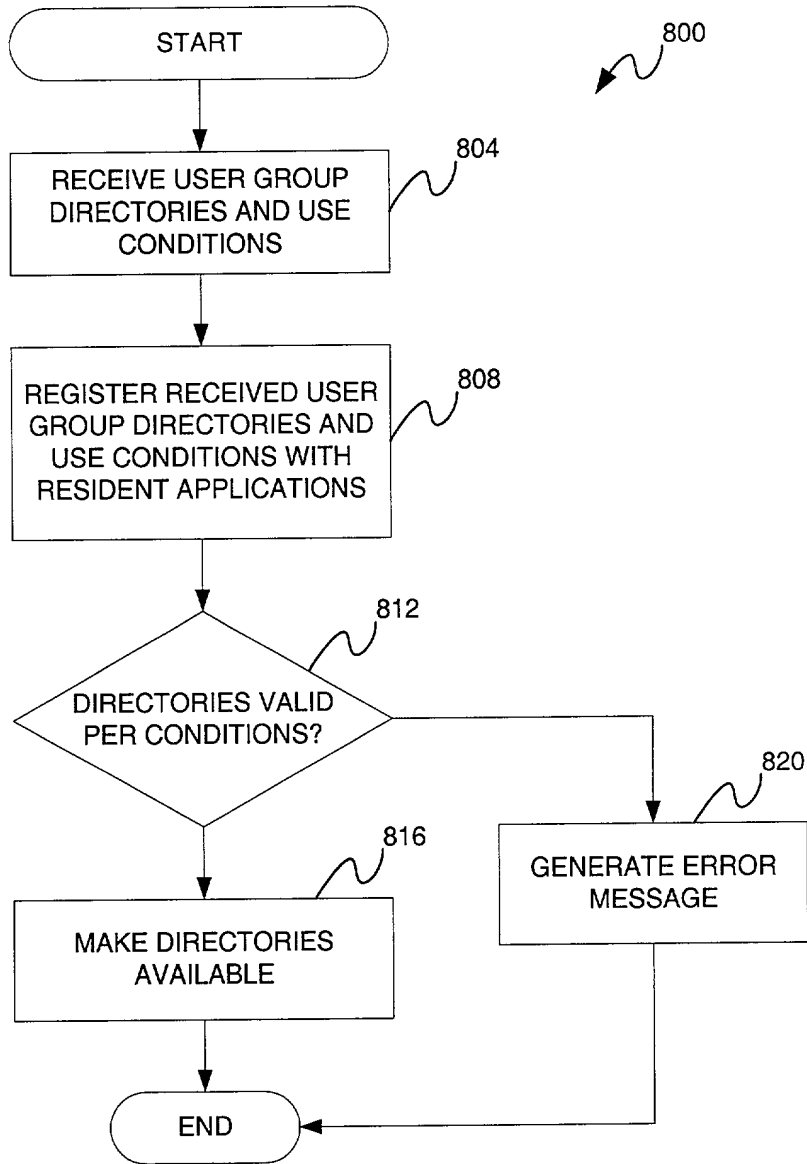 START
800
804
RECEIVE USER GROUP
DIRECTORIES AND USE
CONDITIONS
808
REGISTER RECEIVED USER
GROUP DIRECTORIES AND
USE CONDITIONS WITH
RESIDENT APPLICATIONS
812
DIRECTORIES VALID
PER CONDITIONS?
820
GENERATE ERROR
MESSAGE
816
MAKE DIRECTORIES
AVAILABLE
END